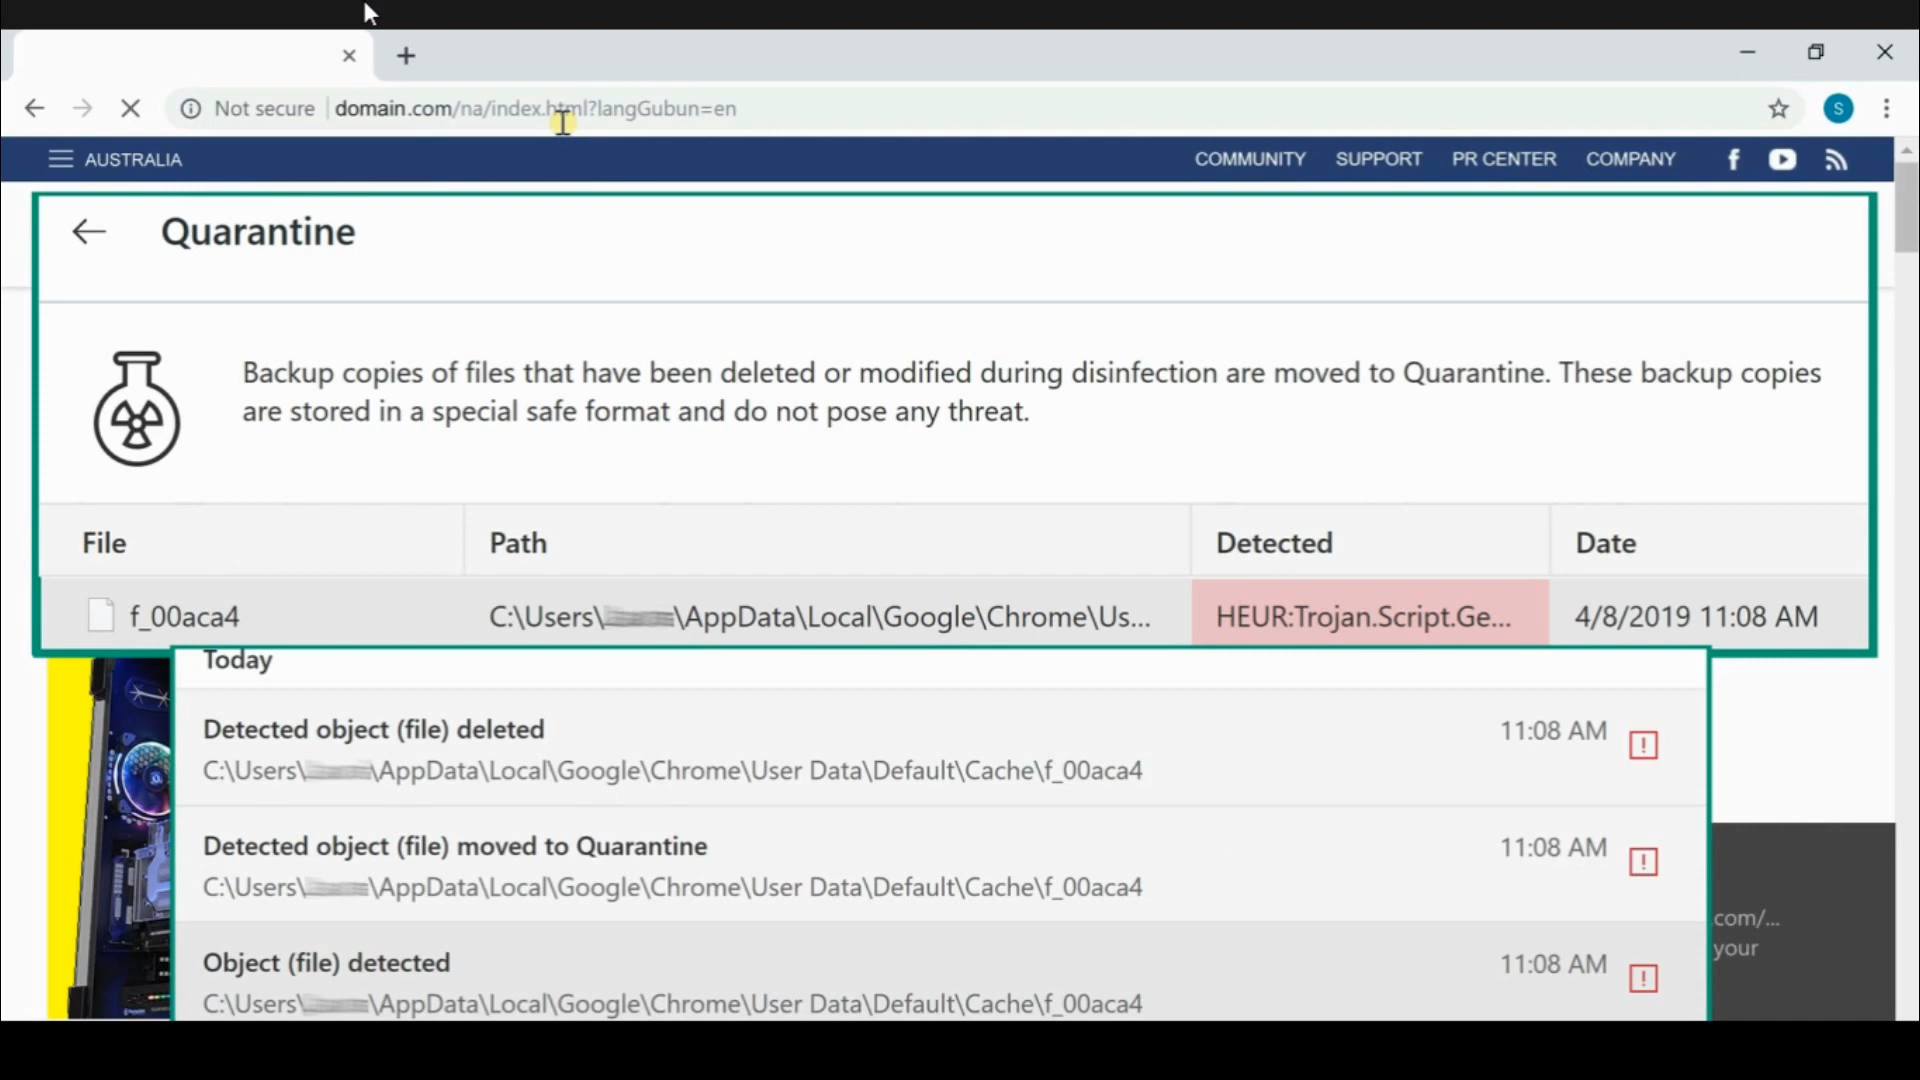 Not secure domain.com/na/index.html?langGubun=en
S
AUSTRALIA COMMUNITY SUPPORT PR CENTER COMPANY
Quarantine
Backup copies of files that have been deleted or modified during disinfection are moved to Quarantine. These backup copies
are stored in a special safe format and do not pose any threat.
File Path Detected Date
f_00aca4 C:\Users\ \AppData\Local\Google\Chrome\Us... HEUR:Trojan.Script.Ge... 4/8/2019 11:08 AM
Today
Detected object (file) deleted 11:08 AM
C:\Users\ \AppData\Local\Google\Chrome\User Data\Default\Cache\f_00aca4
Detected object (file) moved to Quarantine 11:08 AM
C:\Users\ \AppData\Local\Google\Chrome\User Data\Default\Cache\f_00aca4
.com/...
your
Object (file) detected 11:08 AM
C:\Users\ \AppData\Local\Google\Chrome\User Data\Default\Cache\f_00aca4